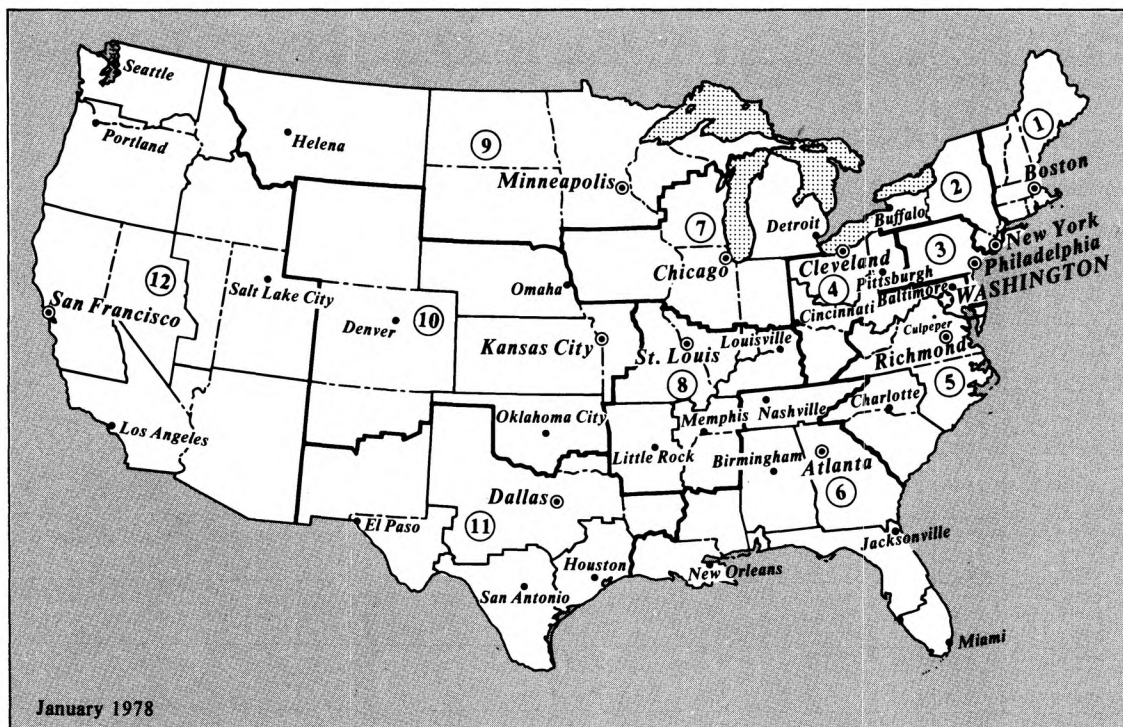 Seattle
Portland
Helena
9
Minneapolis
1
Boston
2
Buffalo
New York
Philadelphia
WASHINGTON
3
7
Detroit
Chicago
Cleveland
Pittsburgh
Baltimore
4
Cincinnati
12
San Francisco
Salt Lake City
Omaha
Denver
10
Kansas City
St. Louis
8
Louisville
Culpeper
Richmond
5
Charlotte
Los Angeles
Oklahoma City
Memphis
Nashville
Little Rock
Birmingham
Atlanta
6
Dallas
11
El Paso
Houston
San Antonio
New Orleans
Jacksonville
Miami
January 1978